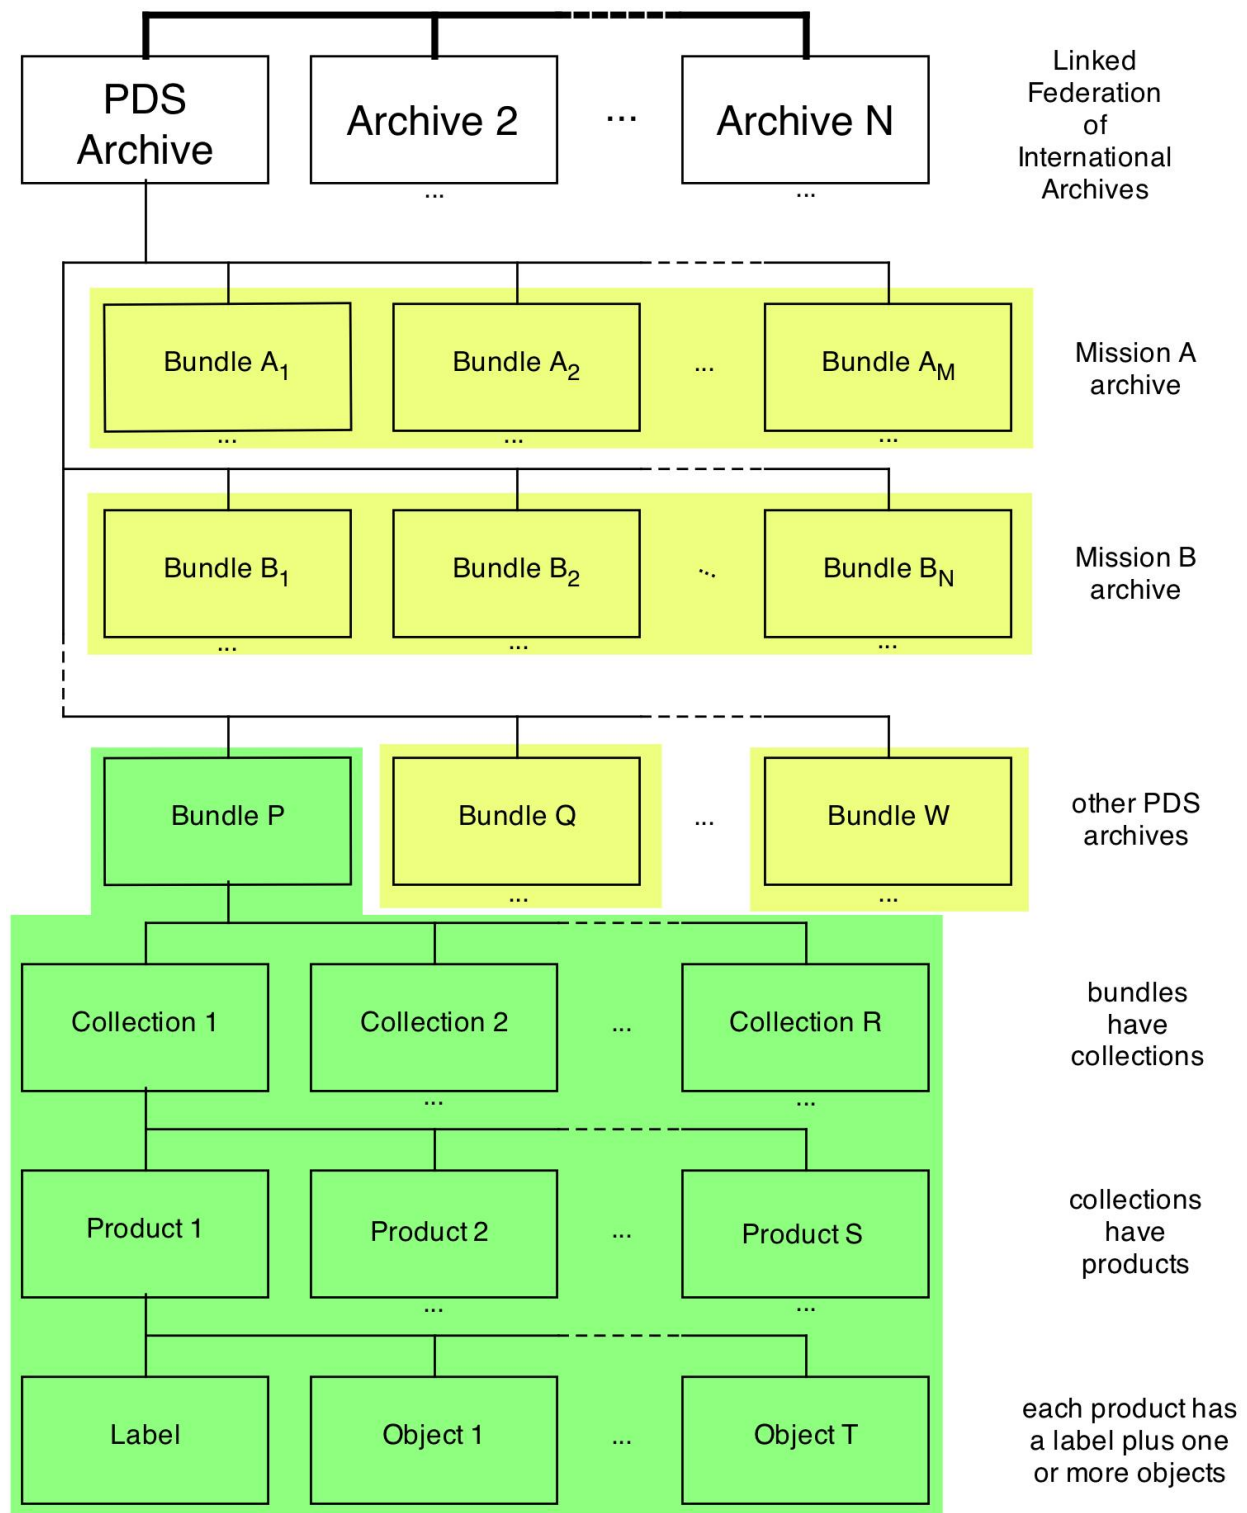 PDS
Archive
Archive 2
...
Archive N
Linked
Federation
of
International
Archives
...
...
Bundle A1
Bundle A2
...
Bundle AM
Mission A
archive
...
...
...
Bundle B1
Bundle B2
...
Bundle BN
Mission B
archive
...
...
...
Bundle P
Bundle Q
...
Bundle W
other PDS
archives
...
...
Collection 1
Collection 2
...
Collection R
bundles
have
collections
...
...
Product 1
Product 2
...
Product S
collections
have
products
...
...
Label
Object 1
...
Object T
each product has
a label plus one
or more objects